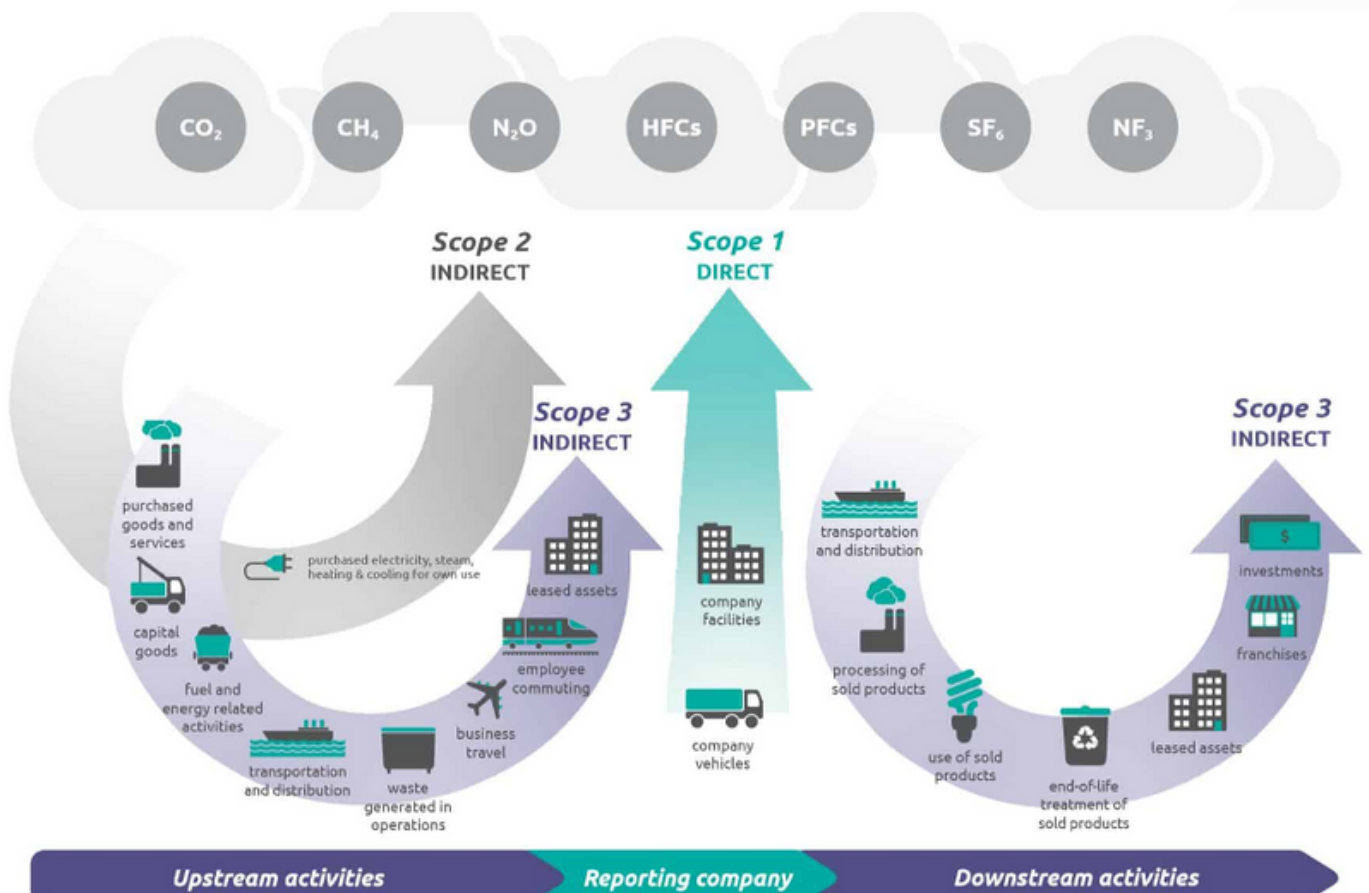 CO₂
CH₄
N₂O
HFCs
PFCs
SF₆
NF₃
Scope 2
INDIRECT
Scope 1
DIRECT
Scope 3
INDIRECT
Scope 3
INDIRECT
purchased
goods and
services
capital
goods
fuel and
energy related
activities
transportation
and distribution
waste
generated in
operations
business
travel
employee
commuting
leased assets
purchased electricity, steam,
heating & cooling for own use
company
facilities
company
vehicles
transportation
and distribution
processing of
sold products
use of sold
products
end-of-life
treatment of
sold products
leased assets
franchises
$
investments
Upstream activities
Reporting company
Downstream activities